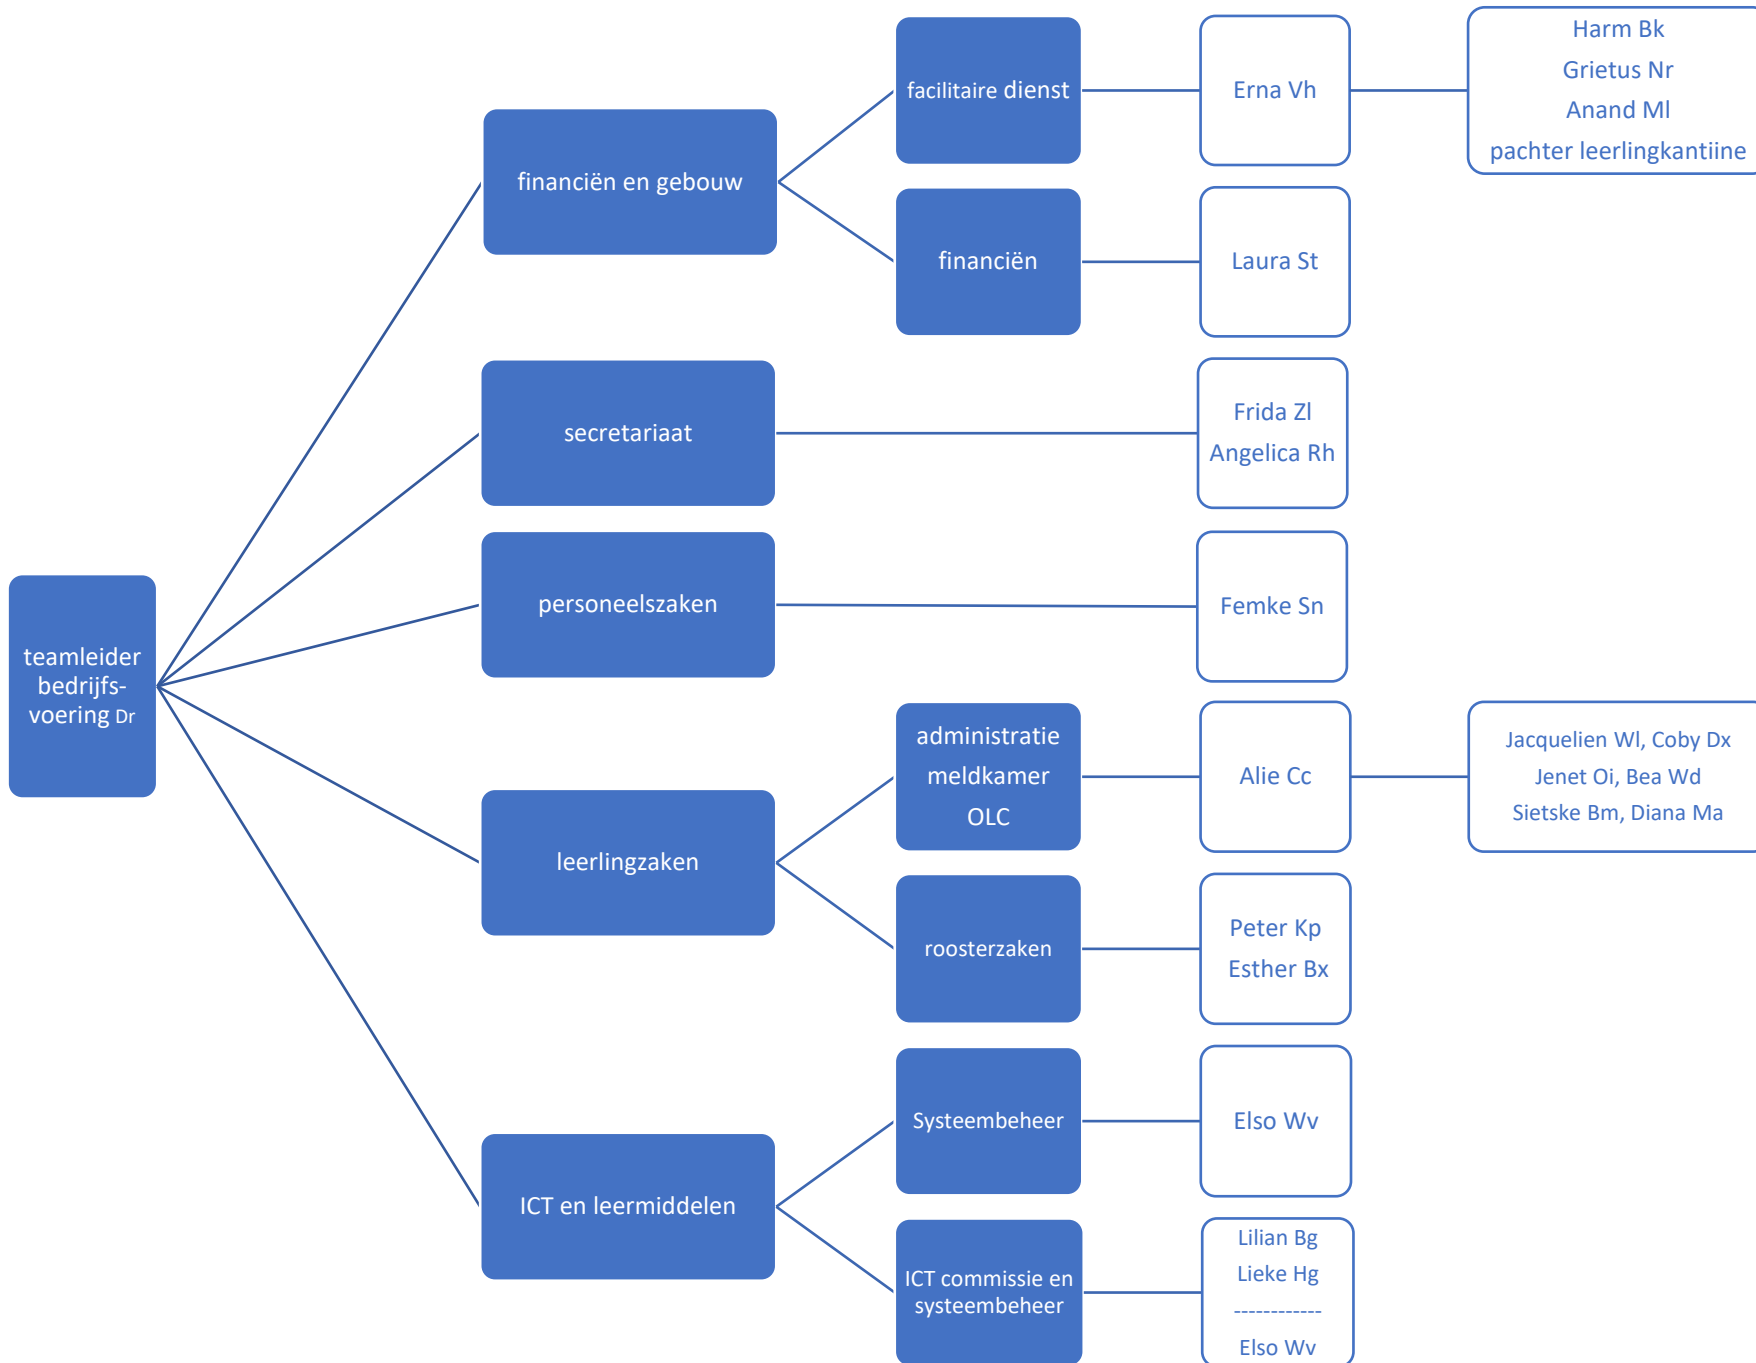 teamleider
bedrijfs-
voering Dr
financiën en gebouw
facilitaire dienst
Erna Vh
Harm Bk
Grietus Nr
Anand Ml
pachter leerlingkantiine
financiën
Laura St
secretariaat
Frida Zl
Angelica Rh
personeelszaken
Femke Sn
leerlingzaken
administratie
meldkamer
OLC
Alie Cc
Jacquelien Wl, Coby Dx
Jenet Oi, Bea Wd
Sietske Bm, Diana Ma
roosterzaken
Peter Kp
Esther Bx
ICT en leermiddelen
Systeembeheer
Elso Wv
ICT commissie en
systeembeheer
Lilian Bg
Lieke Hg
------------
Elso Wv